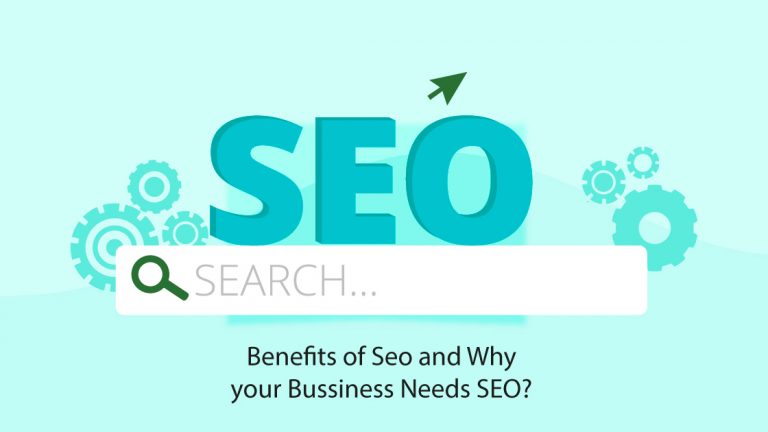 SEO
SEARCH...
Benefits of Seo and Why
your Bussiness Needs SEO?